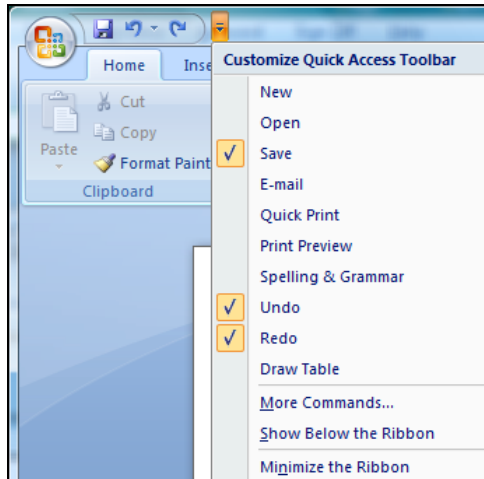 Home Inse
Cut
Copy
Paste
Format Paint
Clipboard
Customize Quick Access Toolbar
New
Open
Save
E-mail
Quick Print
Print Preview
Spelling & Grammar
Undo
Redo
Draw Table
More Commands...
Show Below the Ribbon
Minimize the Ribbon